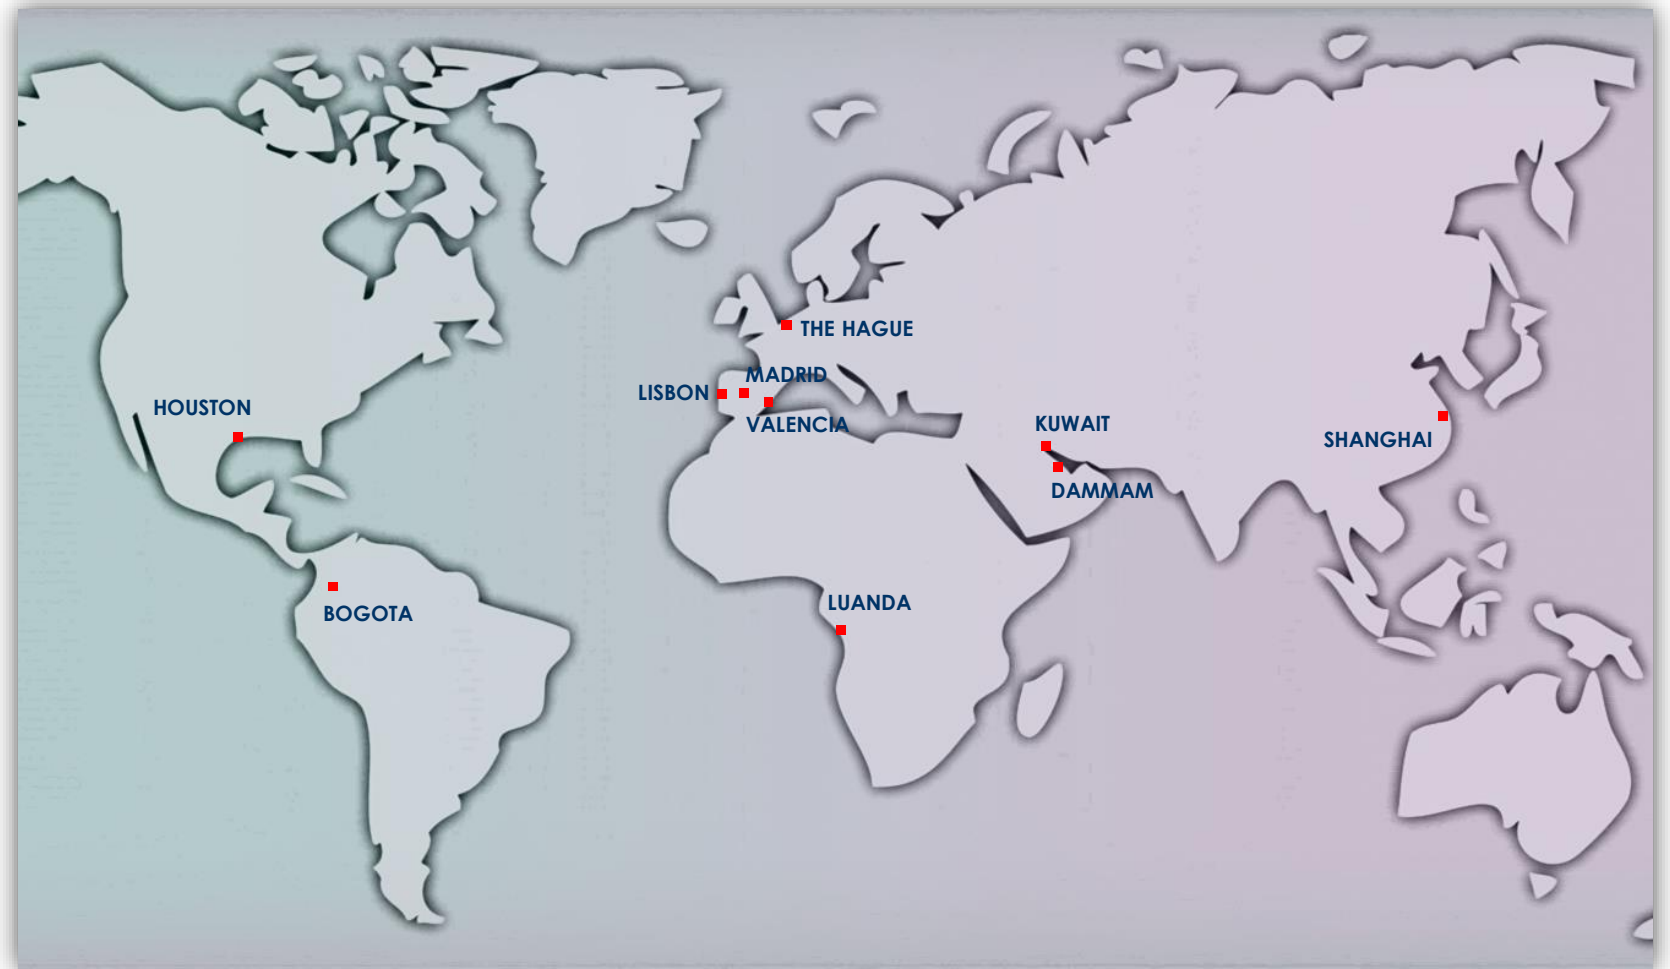 THE HAGUE
MADRID
LISBON
HOUSTON
VALENCIA
KUWAIT
SHANGHAI
DAMMAM
LUANDA
BOGOTA